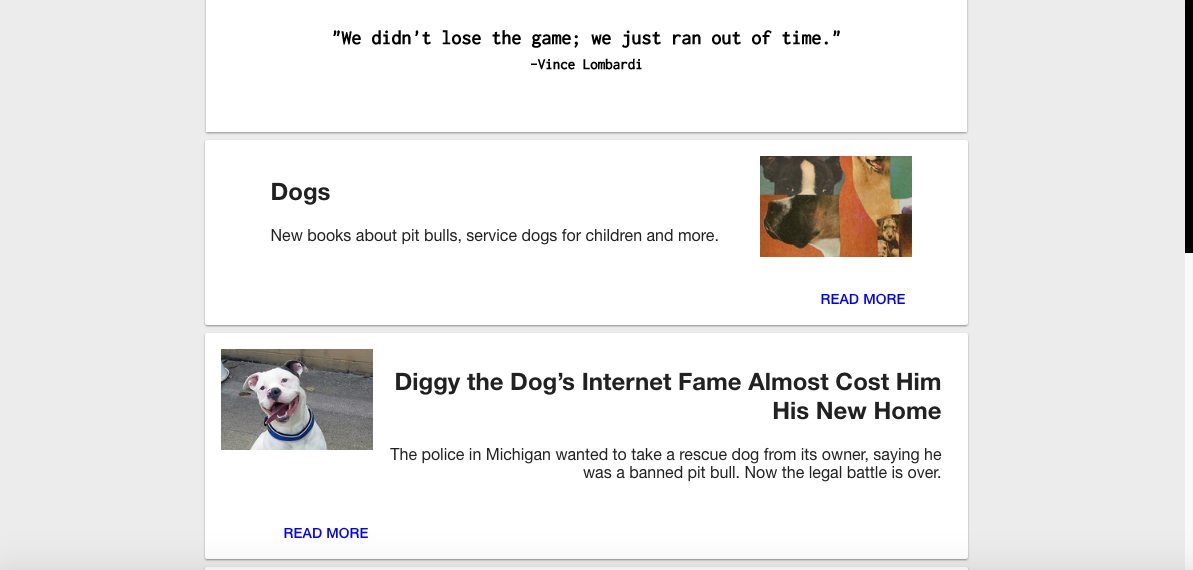 "We didn't lose the game; we just ran out of time."
-Vince Lombardi
Dogs
New books about pit bulls, service dogs for children and more.
READ MORE
Diggy the Dog’s Internet Fame Almost Cost Him
His New Home
The police in Michigan wanted to take a rescue dog from its owner, saying he
was a banned pit bull. Now the legal battle is over.
READ MORE